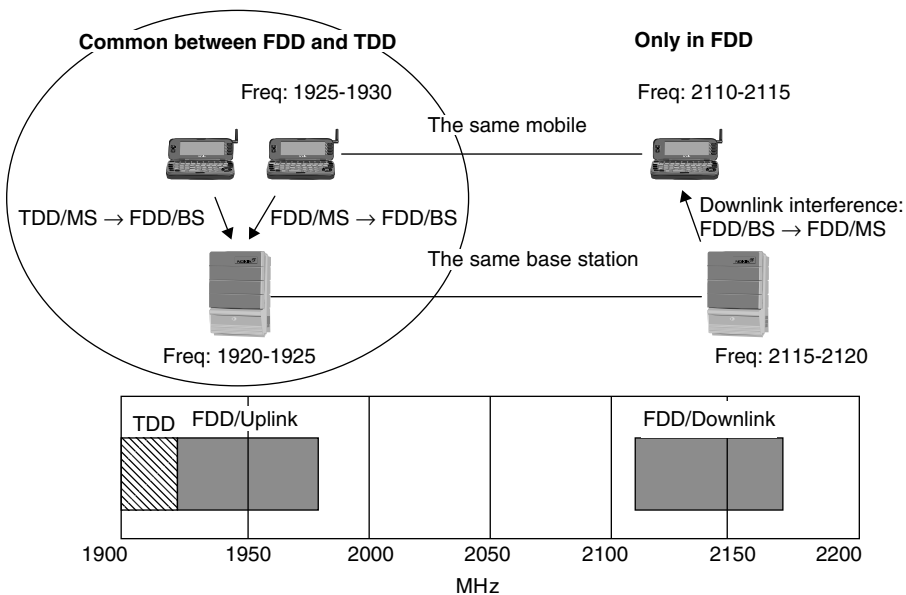 Common between FDD and TDD
Only in FDD
Freq: 1925-1930
Freq: 2110-2115
The same mobile
TDD/MS → FDD/BS
FDD/MS → FDD/BS
Downlink interference:
FDD/BS → FDD/MS
The same base station
NOKIA
Freq: 1920-1925
Freq: 2115-2120
TDD
FDD/Uplink
FDD/Downlink
1900 1950 2000 2050 2100 2150 2200
MHz